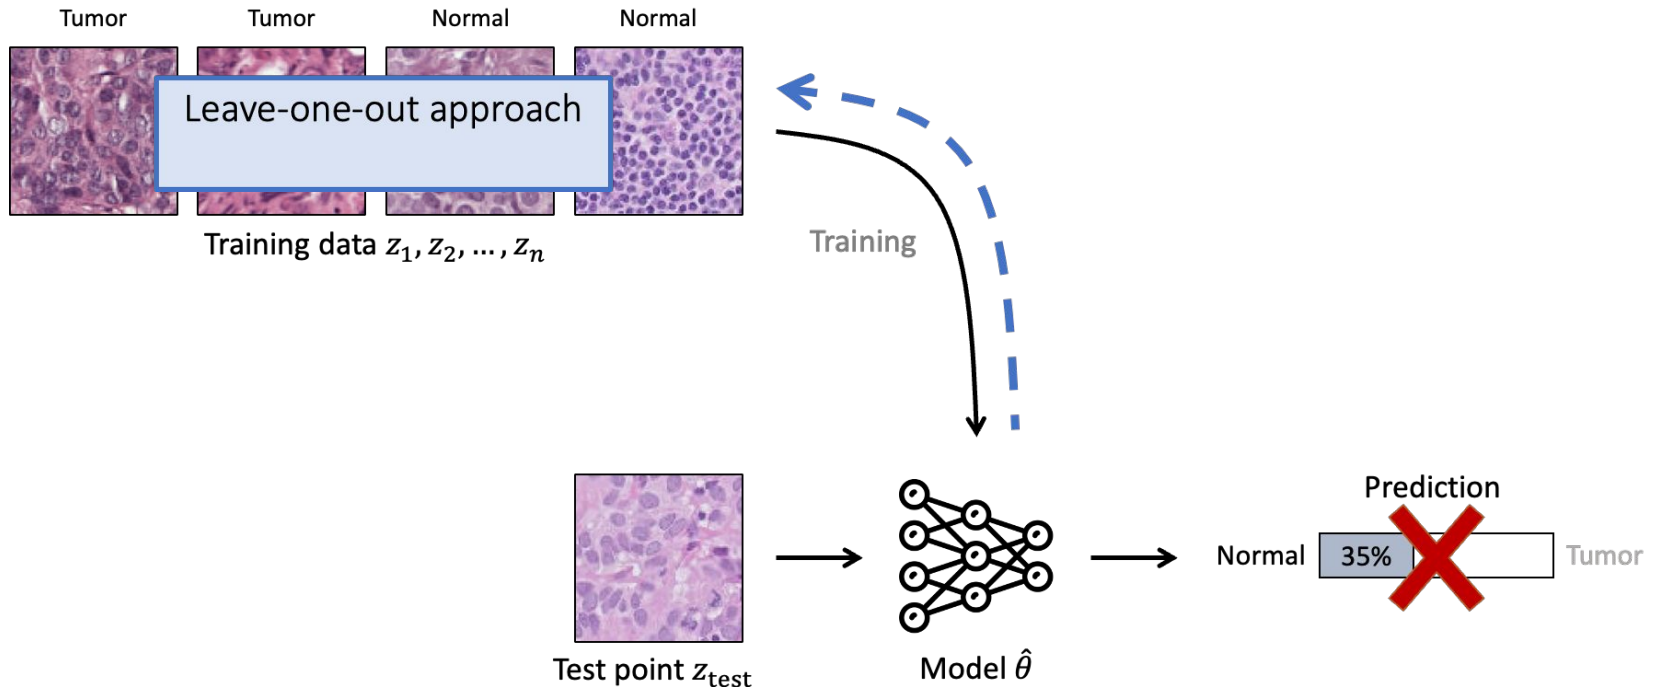 Tumor Tumor Normal Normal
Leave-one-out approach
Training data z₁, z₂, ..., zₙ
Training
Prediction
Normal 35% Tumor
Test point z_test
Model θ̂